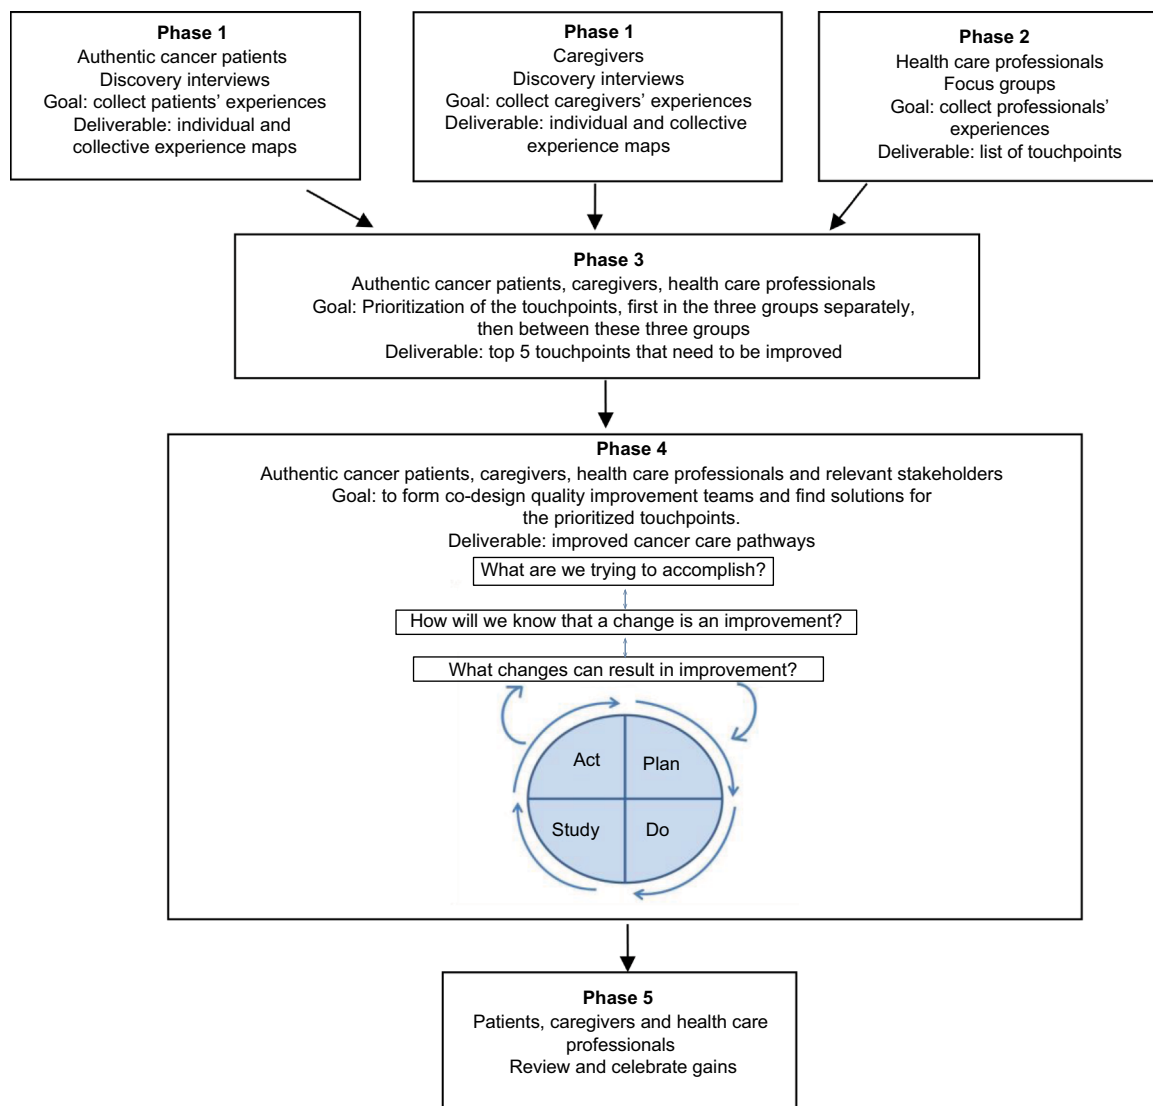 Phase 1
Authentic cancer patients
Discovery interviews
Goal: collect patients’ experiences
Deliverable: individual and
collective experience maps
Phase 1
Caregivers
Discovery interviews
Goal: collect caregivers’ experiences
Deliverable: individual and collective
experience maps
Phase 2
Health care professionals
Focus groups
Goal: collect professionals’
experiences
Deliverable: list of touchpoints
Phase 3
Authentic cancer patients, caregivers, health care professionals
Goal: Prioritization of the touchpoints, first in the three groups separately,
then between these three groups
Deliverable: top 5 touchpoints that need to be improved
Phase 4
Authentic cancer patients, caregivers, health care professionals and relevant stakeholders
Goal: to form co-design quality improvement teams and find solutions for
the prioritized touchpoints.
Deliverable: improved cancer care pathways
What are we trying to accomplish?
How will we know that a change is an improvement?
What changes can result in improvement?
Act
Plan
Study
Do
Phase 5
Patients, caregivers and health care
professionals
Review and celebrate gains